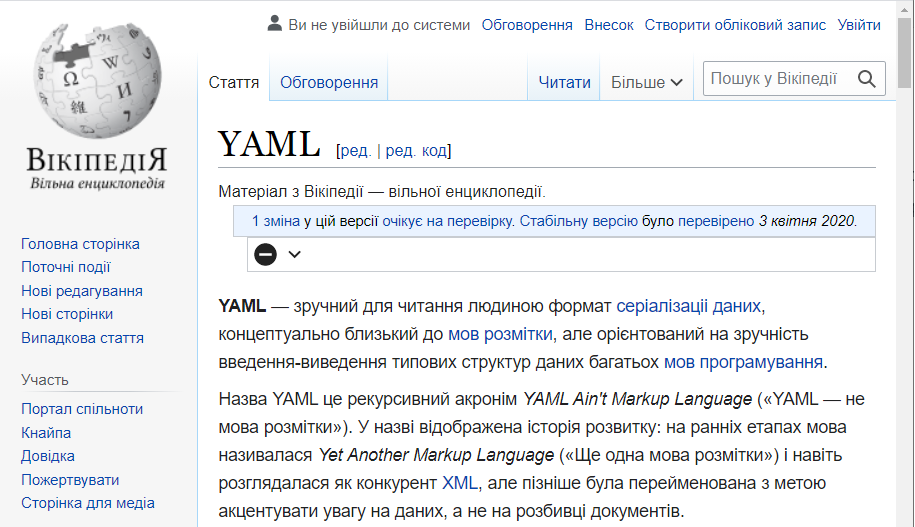 Ви не увійшли до системи Обговорення Внесок Створити обліковий запис Увійти
ВІКІПЕДІЯ
Вільна енциклопедія
Стаття Обговорення Читати Більше Пошук у Вікіпедії
YAML [ред. | ред. код]
Матеріал з Вікіпедії — вільної енциклопедії.
1 зміна у цій версії очікує на перевірку. Стабільну версію було перевірено 3 квітня 2020.
Головна сторінка
Поточні події
Нові редагування
Нові сторінки
Випадкова стаття
Участь
Портал спільноти
Кнайпа
Довідка
Пожертвувати
Сторінка для медіа
YAML — зручний для читання людиною формат серіалізації даних,
концептуально близький до мов розмітки, але орієнтований на зручність
введення-виведення типових структур даних багатьох мов програмування.
Назва YAML це рекурсивний акронім YAML Ain't Markup Language («YAML — не
мова розмітки»). У назві відображена історія розвитку: на ранніх етапах мова
називалася Yet Another Markup Language («Ще одна мова розмітки») і навіть
розглядалася як конкурент XML, але пізніше була перейменована з метою
акцентувати увагу на даних, а не на розбивці документів.